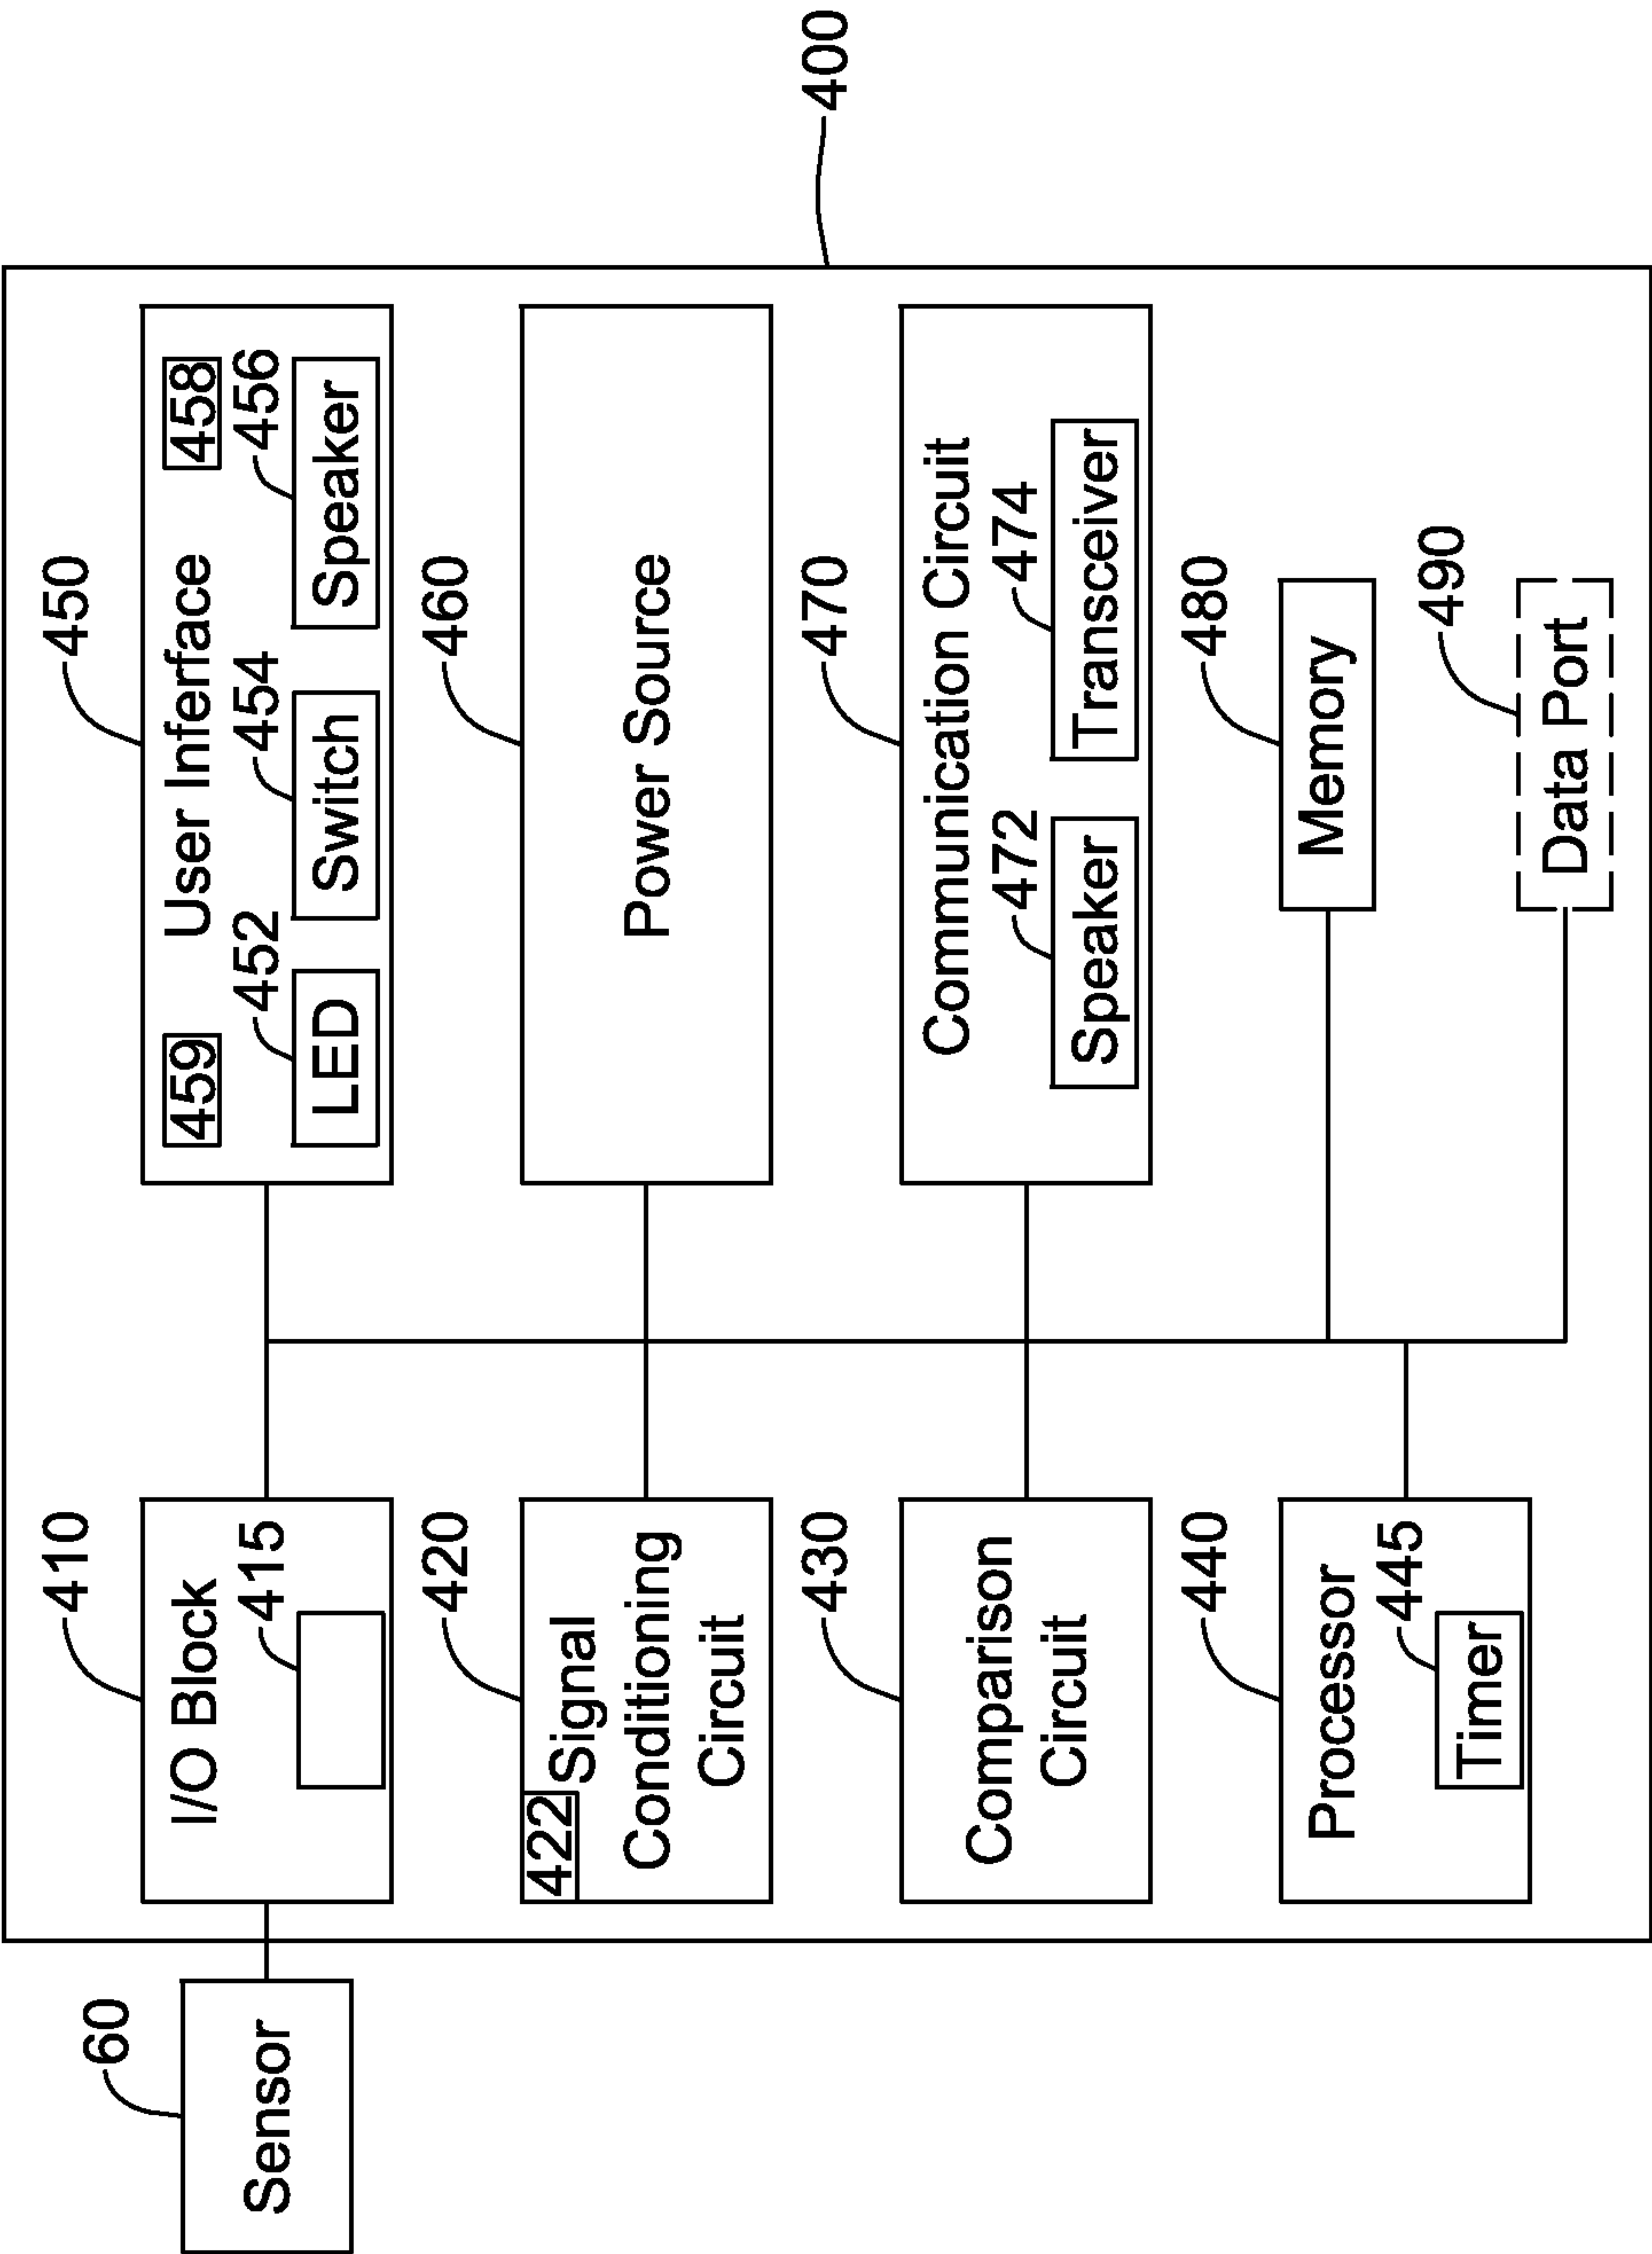 60
Sensor
400
410
I/O Block
415
420
422
Signal
Conditioning
Circuit
430
Comparison
Circuit
440
Processor
445
Timer
450
459
User Inferface
458
452
LED
454
Switch
456
Speaker
460
Power Source
470
Communication Circuit
472
Speaker
474
Transceiver
480
Memory
490
Data Port